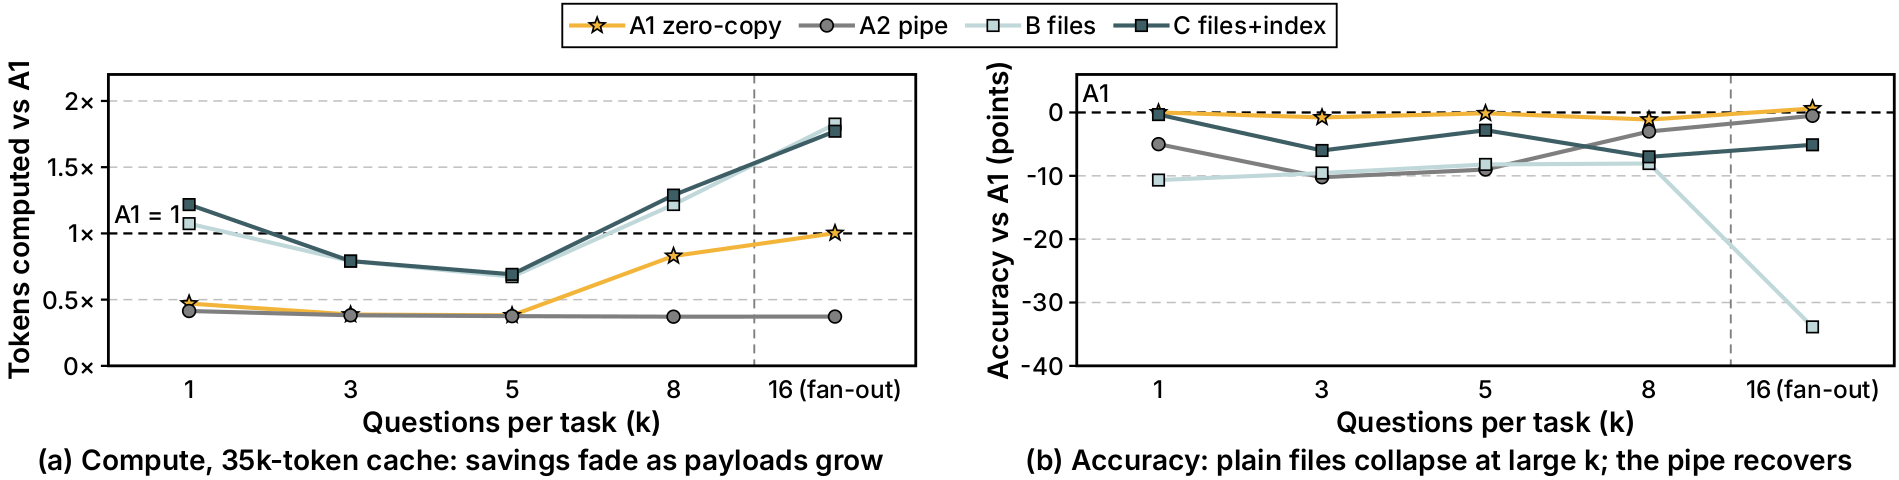 A1 zero-copy A2 pipe B files C files+index
Tokens computed vs A1
2×
1.5×
1×
0.5×
0×
A1 = 1
1 3 5 8 16 (fan-out)
Questions per task (k)
(a) Compute, 35k-token cache: savings fade as payloads grow
Accuracy vs A1 (points)
A1
0
-10
-20
-30
-40
1 3 5 8 16 (fan-out)
Questions per task (k)
(b) Accuracy: plain files collapse at large k; the pipe recovers